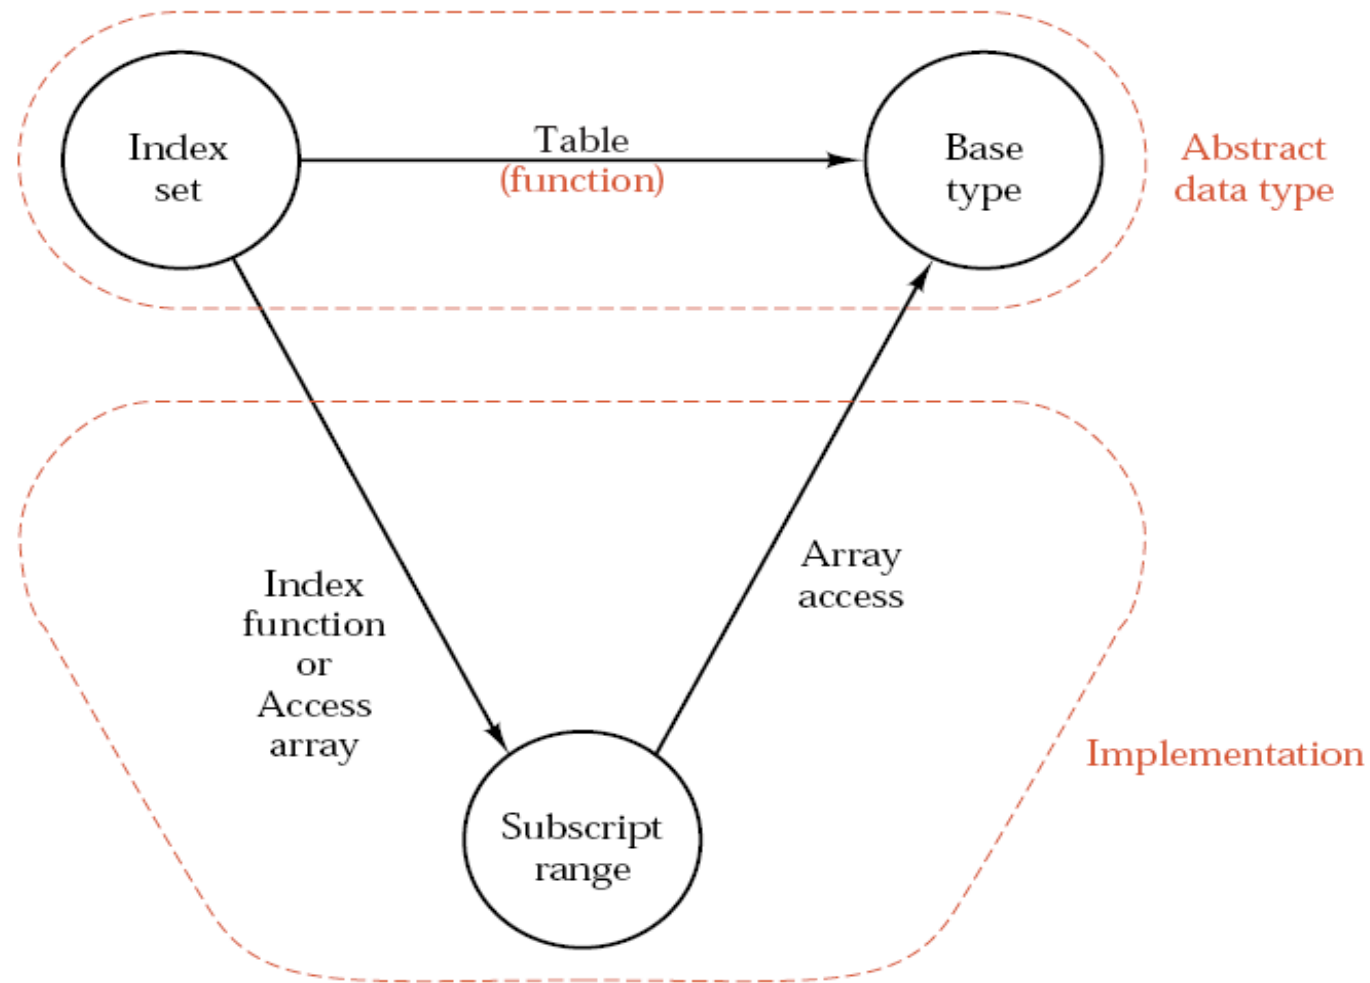 Index
set
Table
(function)
Base
type
Abstract
data type
Index
function
or
Access
array
Array
access
Implementation
Subscript
range